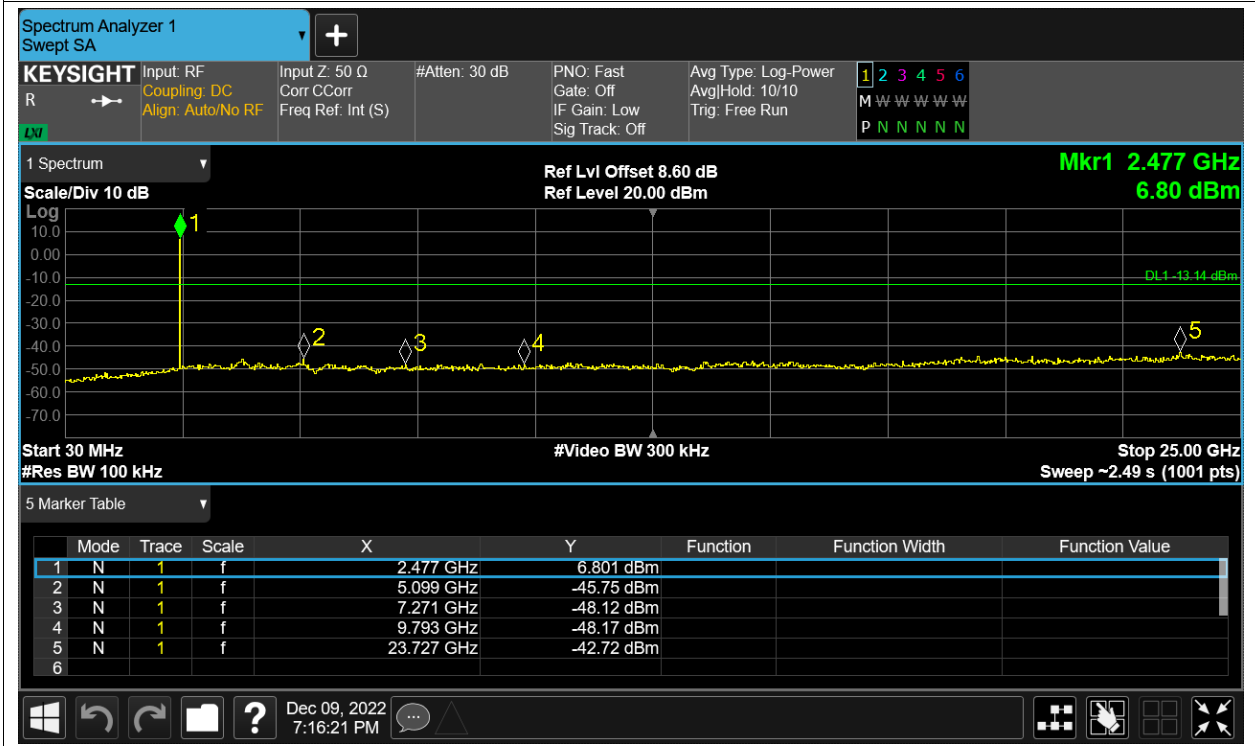 Spectrum Analyzer 1
Swept SA
+
KEYSIGHT
R
LXI
Input: RF
Coupling: DC
Align: Auto/No RF
Input Z: 50 Ω
Corr CCorr
Freq Ref: Int (S)
#Atten: 30 dB
PNO: Fast
Gate: Off
IF Gain: Low
Sig Track: Off
Avg Type: Log-Power
Avg|Hold: 10/10
Trig: Free Run
1 2 3 4 5 6
M W W W W W
P N N N N N
1 Spectrum
Scale/Div 10 dB
Ref Lvl Offset 8.60 dB
Ref Level 20.00 dBm
Mkr1 2.477 GHz
6.80 dBm
Log
10.0
0.00
-10.0
-20.0
-30.0
-40.0
-50.0
-60.0
-70.0
1
2
3
4
5
DL1 -13.14 dBm
Start 30 MHz
#Video BW 300 kHz
Stop 25.00 GHz
#Res BW 100 kHz
Sweep ~2.49 s (1001 pts)
5 Marker Table
Mode Trace Scale X Y Function Function Width Function Value
1 N 1 f 2.477 GHz 6.801 dBm
2 N 1 f 5.099 GHz -45.75 dBm
3 N 1 f 7.271 GHz -48.12 dBm
4 N 1 f 9.793 GHz -48.17 dBm
5 N 1 f 23.727 GHz -42.72 dBm
6
?
Dec 09, 2022
7:16:21 PM